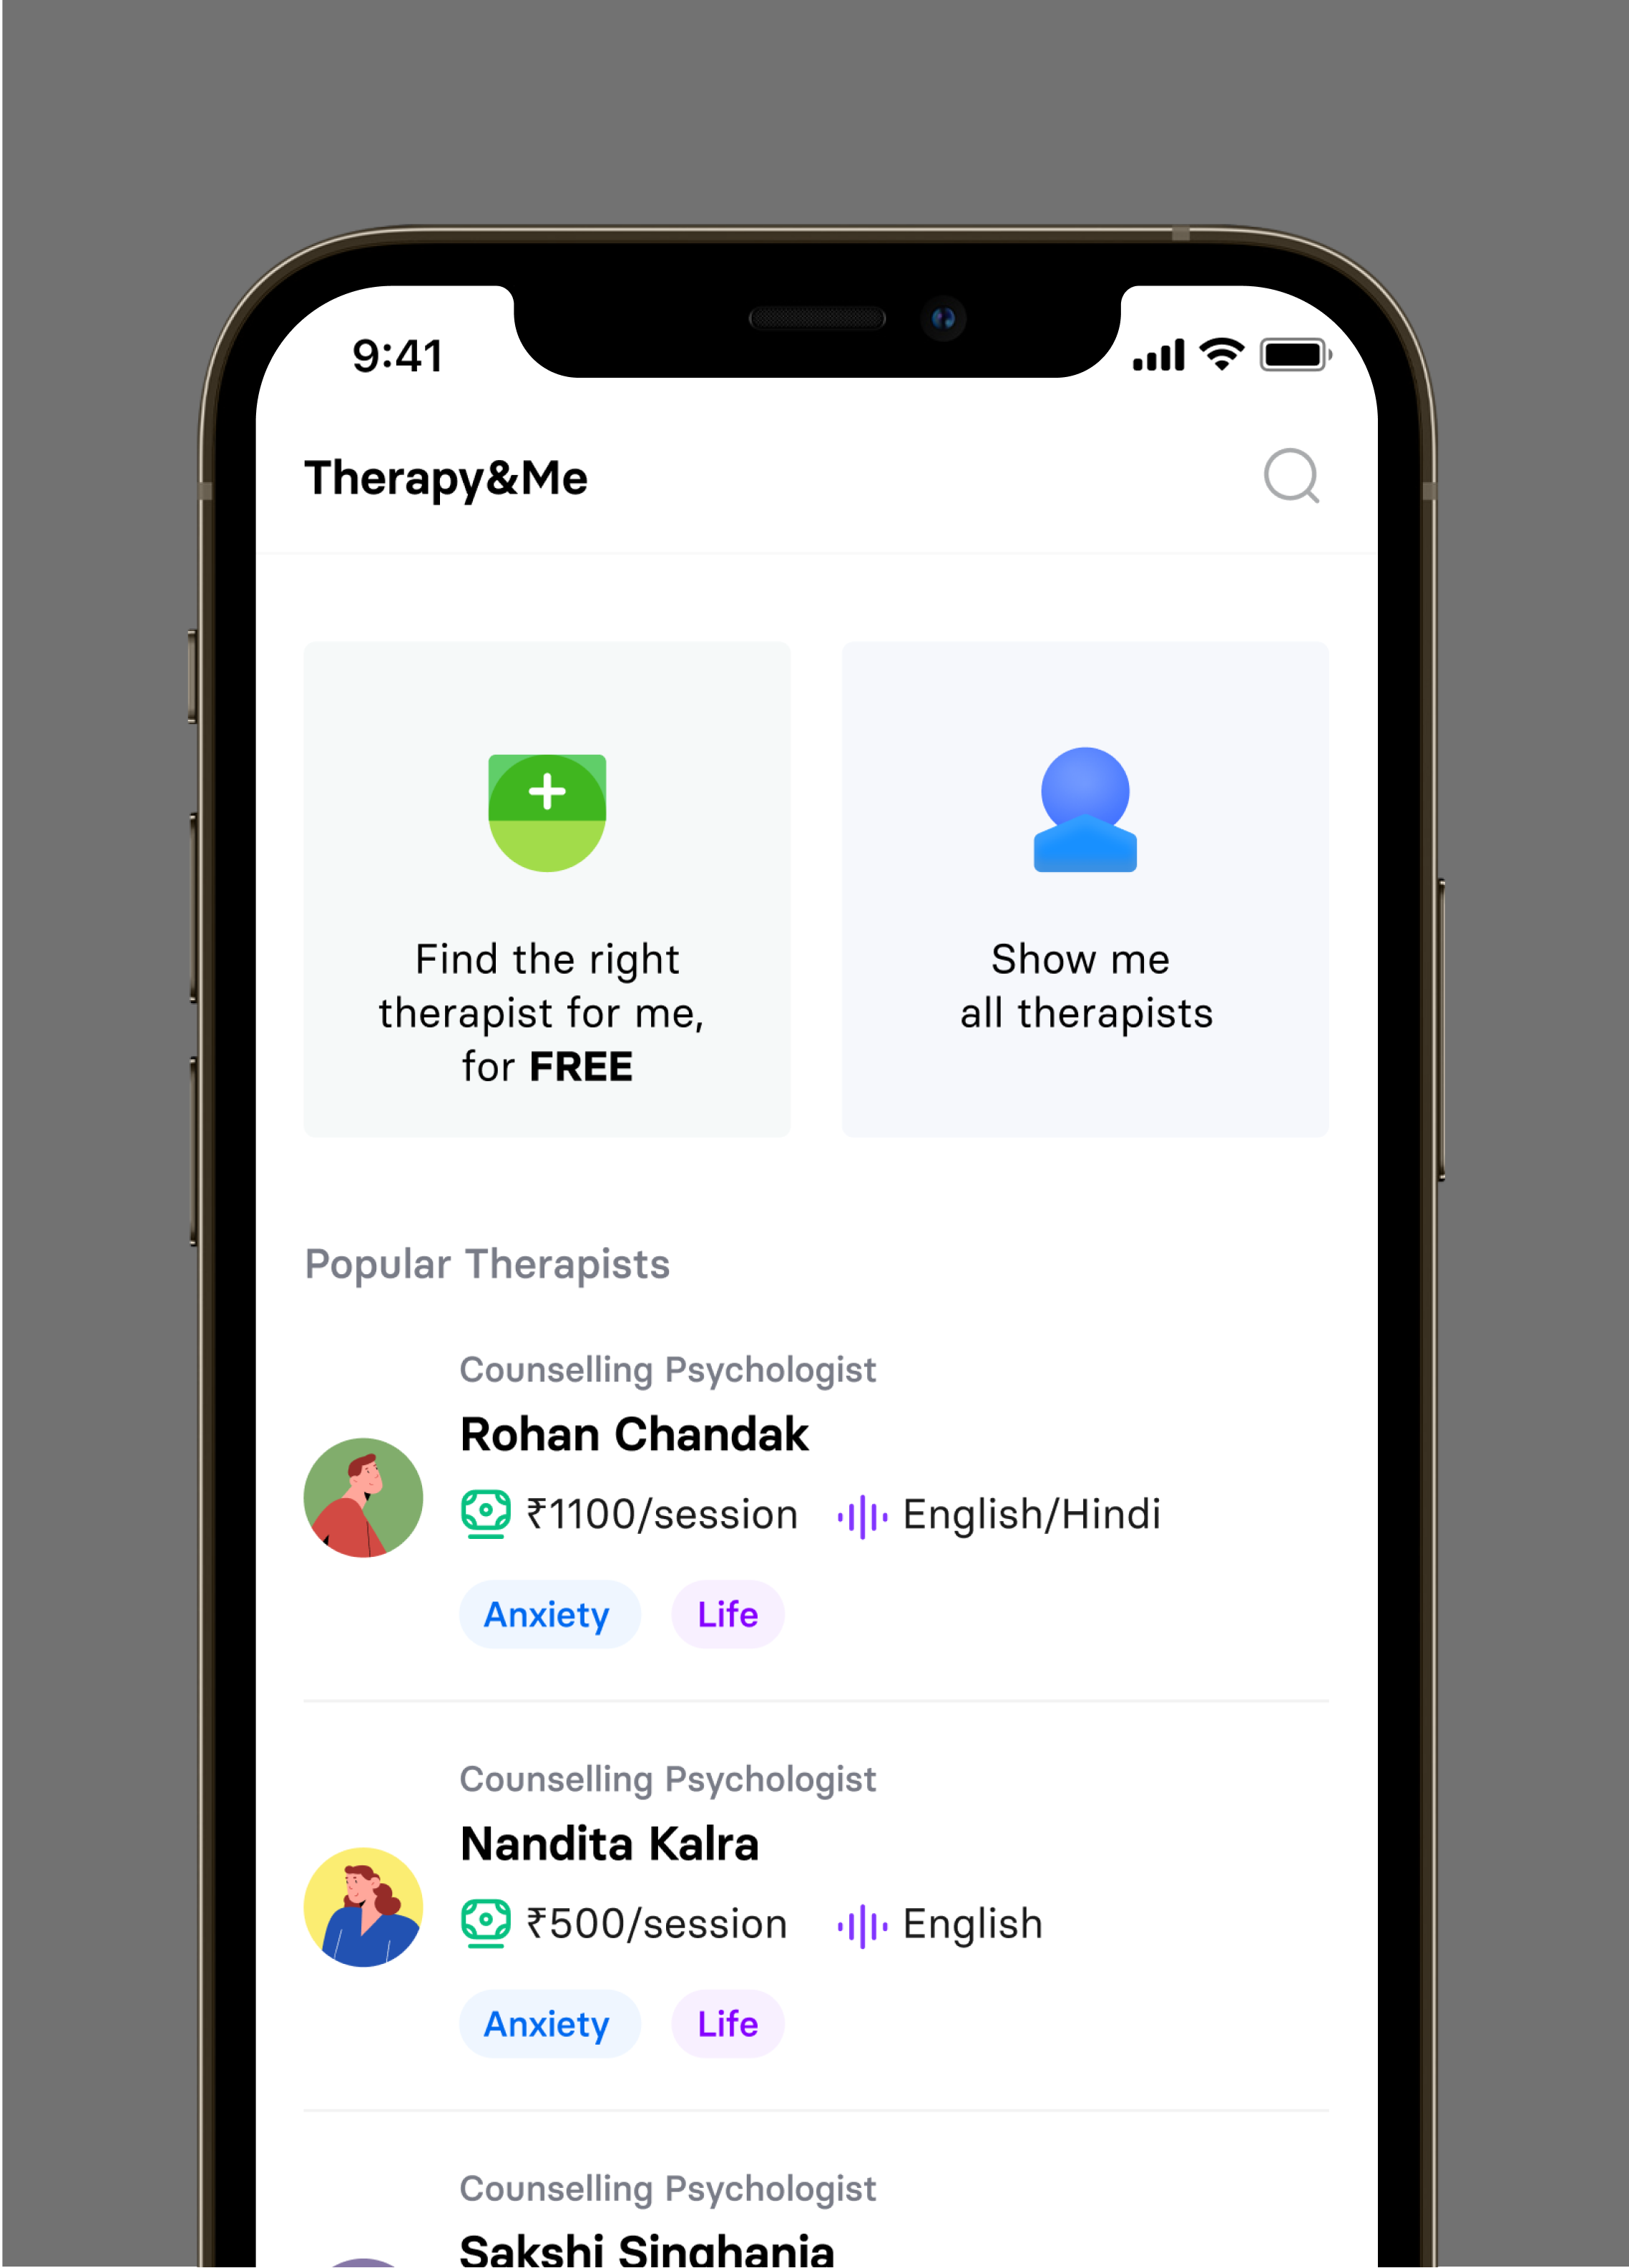 9:41
Therapy&Me
Find the right
therapist for me,
for FREE
Show me
all therapists
Popular Therapists
Counselling Psychologist
Rohan Chandak
₹1100/session English/Hindi
Anxiety Life
Counselling Psychologist
Nandita Kalra
₹500/session English
Anxiety Life
Counselling Psychologist
Sakshi Singhania